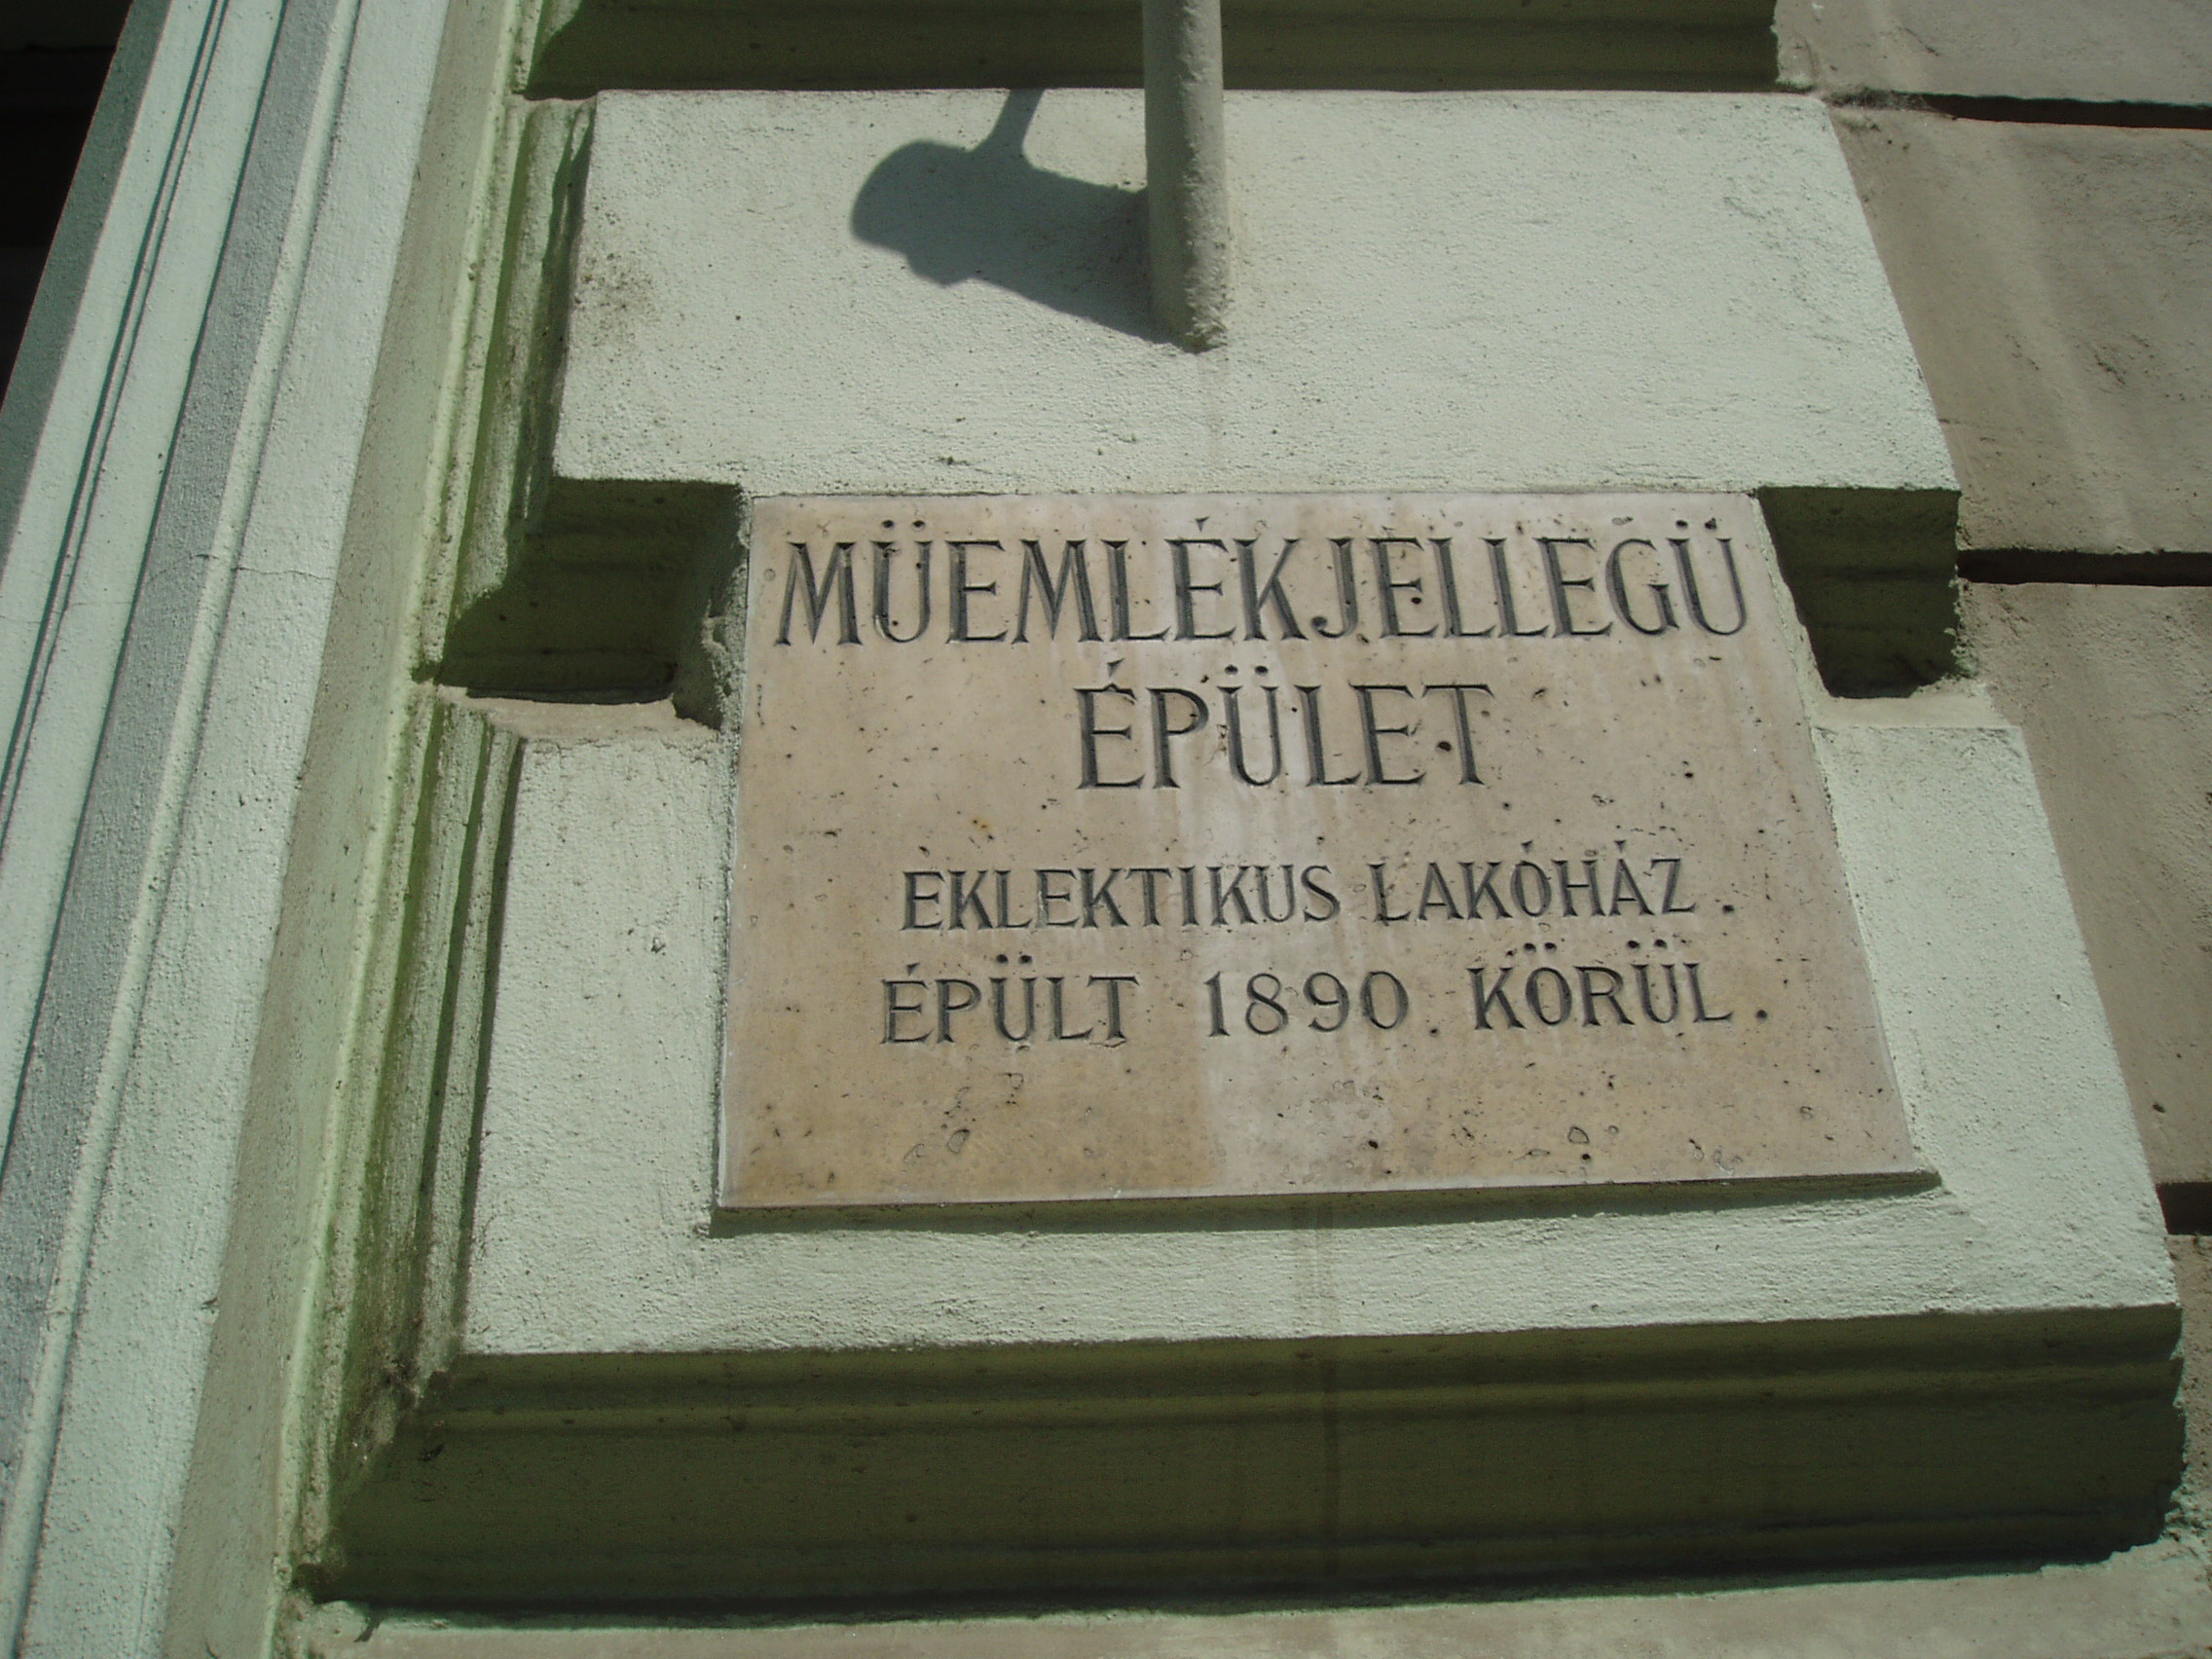 MÜEMLÉKJELLEGÜ
ÉPÜLET
EKLEKTIKUS LAKÓHÁZ.
ÉPÜLT 1890 KÖRÜL.